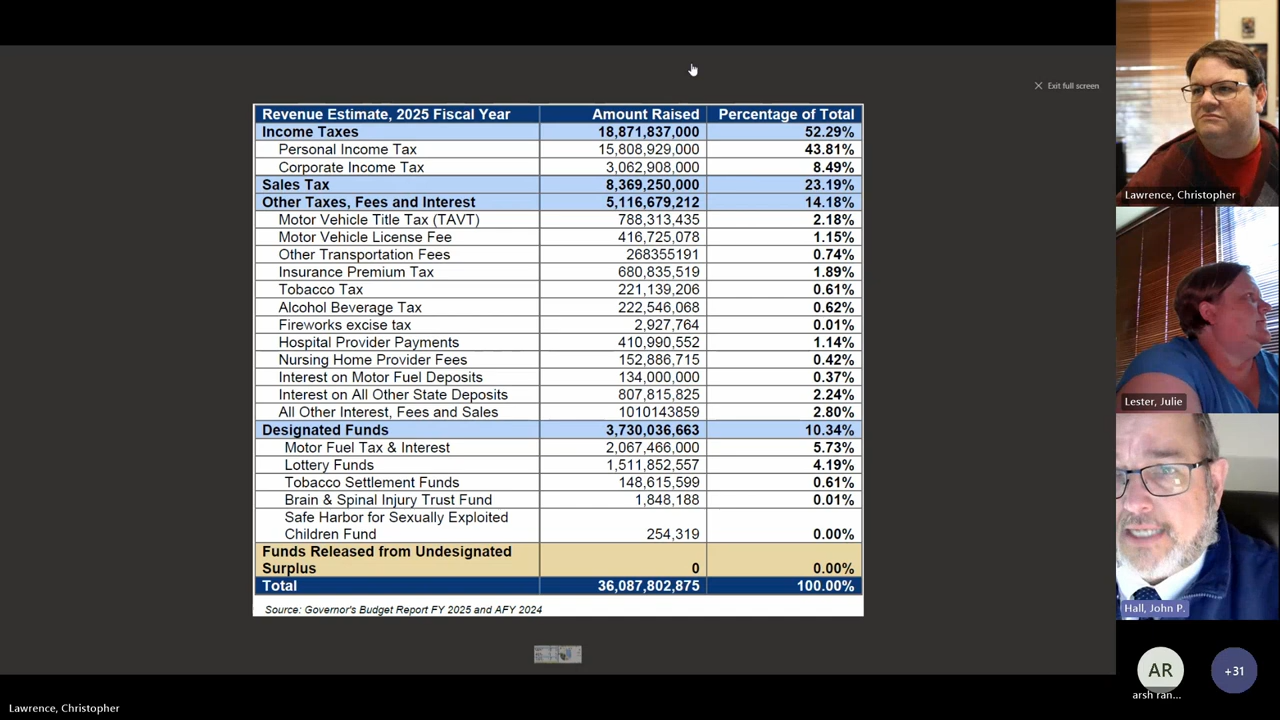 Exit full screen
Revenue Estimate, 2025 Fiscal Year Amount Raised Percentage of Total
Income Taxes 18,871,837,000 52.29%
Personal Income Tax 15,808,929,000 43.81%
Corporate Income Tax 3,062,908,000 8.49%
Sales Tax 8,369,250,000 23.19%
Other Taxes, Fees and Interest 5,116,679,212 14.18%
Motor Vehicle Title Tax (TAVT) 788,313,435 2.18%
Motor Vehicle License Fee 416,725,078 1.15%
Other Transportation Fees 268355191 0.74%
Insurance Premium Tax 680,835,519 1.89%
Tobacco Tax 221,139,206 0.61%
Alcohol Beverage Tax 222,546,068 0.62%
Fireworks excise tax 2,927,764 0.01%
Hospital Provider Payments 410,990,552 1.14%
Nursing Home Provider Fees 152,886,715 0.42%
Interest on Motor Fuel Deposits 134,000,000 0.37%
Interest on All Other State Deposits 807,815,825 2.24%
All Other Interest, Fees and Sales 1010143859 2.80%
Designated Funds 3,730,036,663 10.34%
Motor Fuel Tax & Interest 2,067,466,000 5.73%
Lottery Funds 1,511,852,557 4.19%
Tobacco Settlement Funds 148,615,599 0.61%
Brain & Spinal Injury Trust Fund 1,848,188 0.01%
Safe Harbor for Sexually Exploited
Children Fund 254,319 0.00%
Funds Released from Undesignated
Surplus 0 0.00%
Total 36,087,802,875 100.00%
Source: Governor's Budget Report FY 2025 and AFY 2024
Lawrence, Christopher
Lester, Julie
Hall, John P.
AR
arsh ran...
+31
Lawrence, Christopher